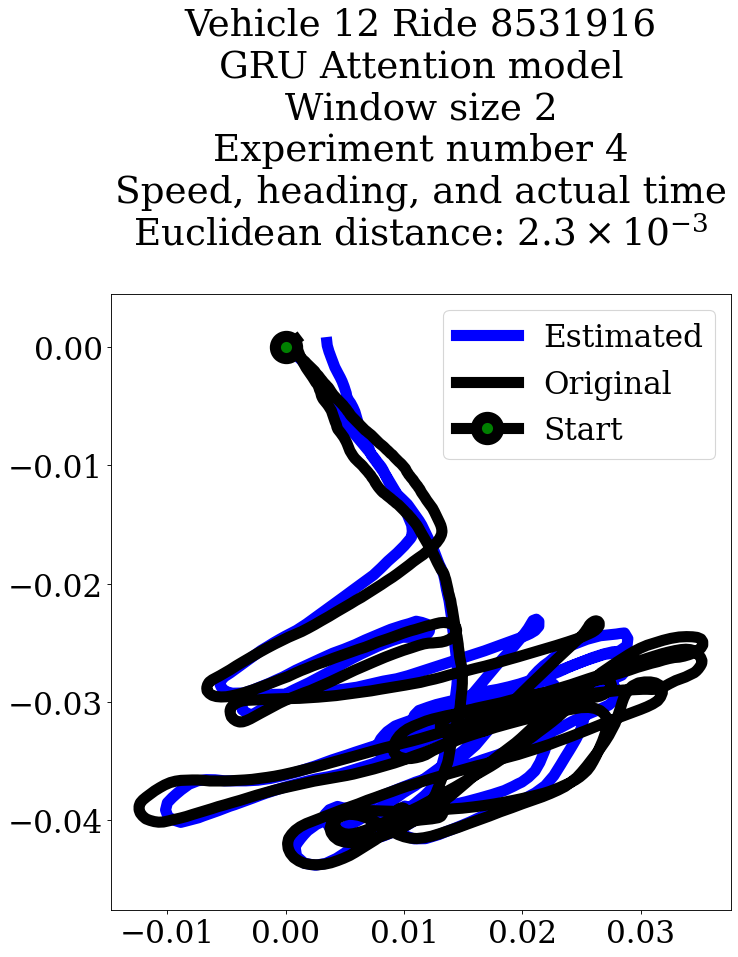 Vehicle 12 Ride 8531916
GRU Attention model
Window size 2
Experiment number 4
Speed, heading, and actual time
Euclidean distance: 2.3 × 10⁻³
Estimated
Original
Start
0.00
−0.01
−0.02
−0.03
−0.04
−0.01 0.00 0.01 0.02 0.03